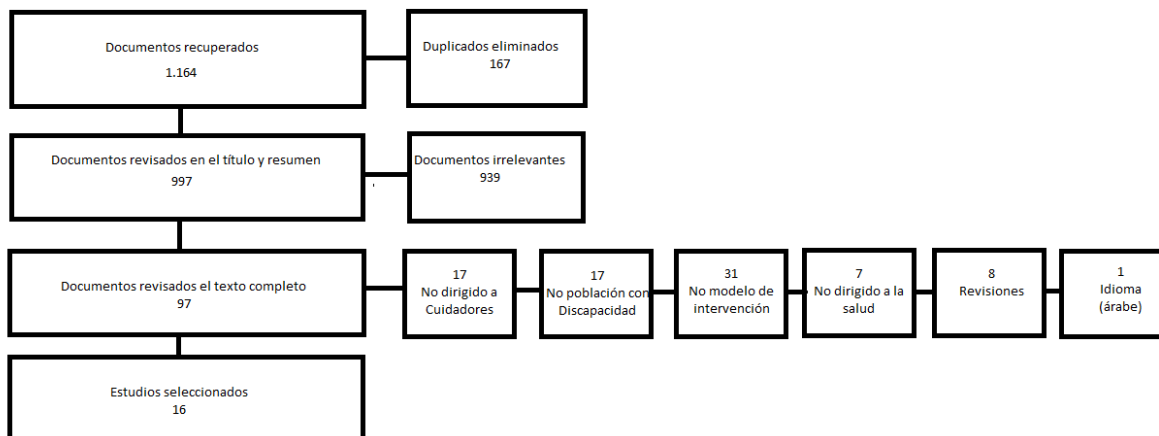 Documentos recuperados
1.164
Duplicados eliminados
167
Documentos revisados en el título y resumen
997
Documentos irrelevantes
939
Documentos revisados el texto completo
97
17
No dirigido a
Cuidadores
17
No población con
Discapacidad
31
No modelo de
intervención
7
No dirigido a la
salud
8
Revisiones
1
Idioma
(árabe)
Estudios seleccionados
16